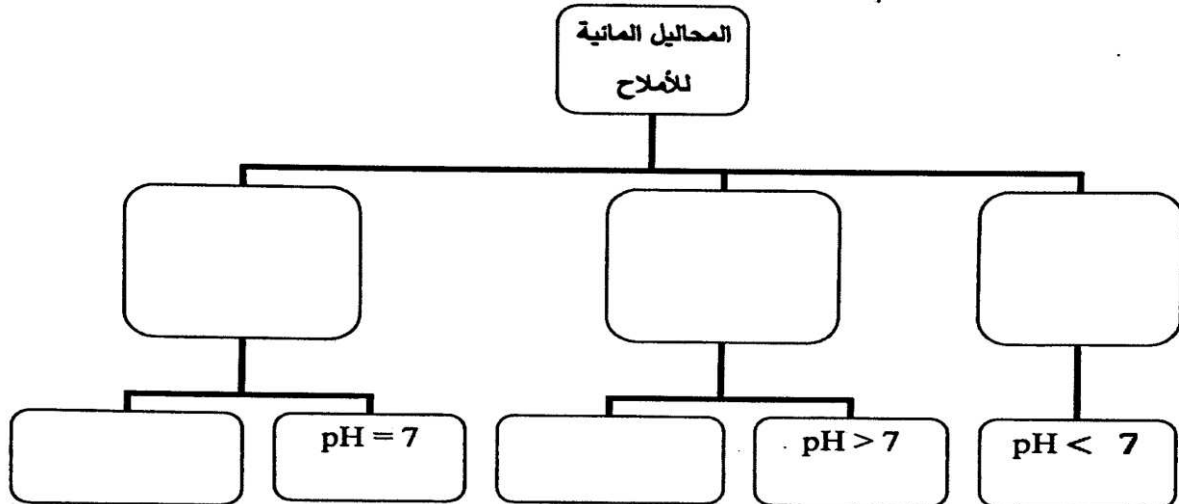 المحاليل المائية
للأملاح
pH = 7
pH > 7
pH < 7